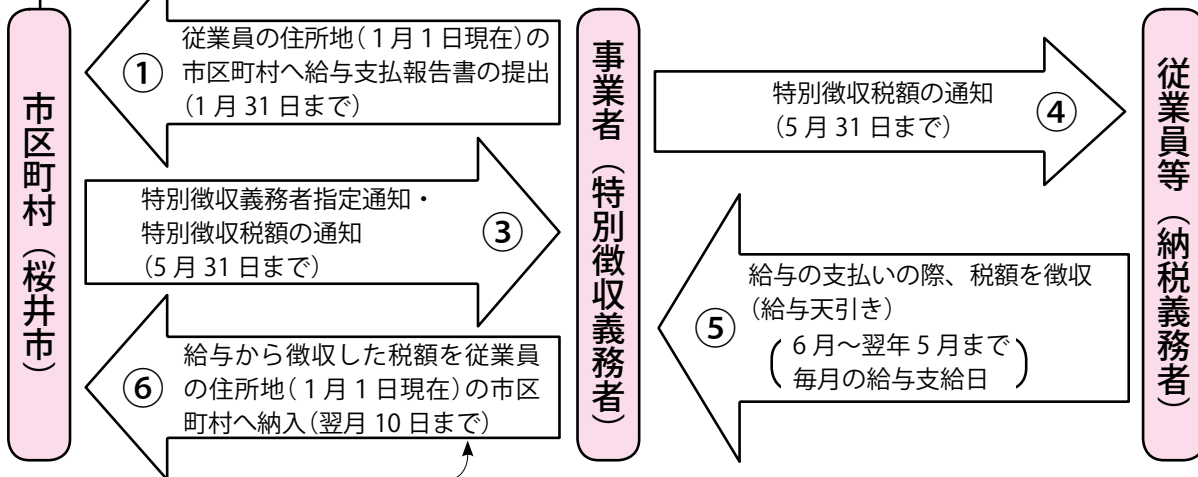 市区町村（桜井市）
①
従業員の住所地（１月１日現在）の
市区町村へ給与支払報告書の提出
（1 月 31 日まで）
特別徴収義務者指定通知・
特別徴収税額の通知
（5 月 31 日まで）
③
⑥
給与から徴収した税額を従業員
の住所地（１月１日現在）の市区
町村へ納入（翌月 10 日まで）
事業者（特別徴収義務者）
特別徴収税額の通知
（5 月 31 日まで）
④
⑤
給与の支払いの際、税額を徴収
（給与天引き）
（6 月～翌年 5 月まで
毎月の給与支給日）
従業員等（納税義務者）